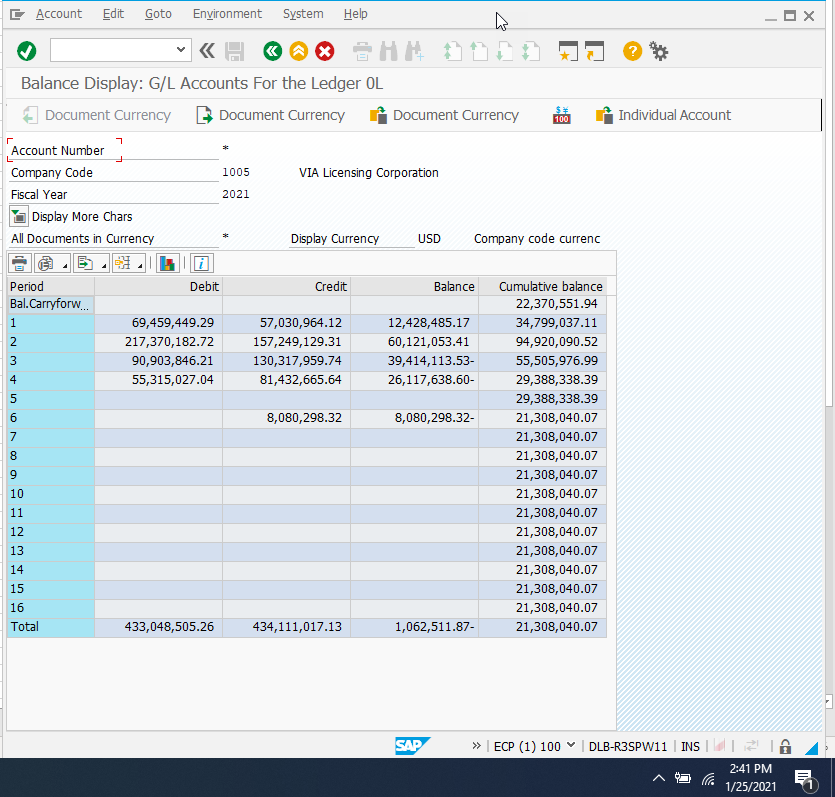 Account Edit Goto Environment System Help
Balance Display: G/L Accounts For the Ledger 0L
Document Currency Document Currency Document Currency Individual Account
Account Number *
Company Code 1005 VIA Licensing Corporation
Fiscal Year 2021
Display More Chars
All Documents in Currency * Display Currency USD Company code currenc
Period Debit Credit Balance Cumulative balance
Bal.Carryforw... 22,370,551.94
1 69,459,449.29 57,030,964.12 12,428,485.17 34,799,037.11
2 217,370,182.72 157,249,129.31 60,121,053.41 94,920,090.52
3 90,903,846.21 130,317,959.74 39,414,113.53- 55,505,976.99
4 55,315,027.04 81,432,665.64 26,117,638.60- 29,388,338.39
5 29,388,338.39
6 8,080,298.32 8,080,298.32- 21,308,040.07
7 21,308,040.07
8 21,308,040.07
9 21,308,040.07
10 21,308,040.07
11 21,308,040.07
12 21,308,040.07
13 21,308,040.07
14 21,308,040.07
15 21,308,040.07
16 21,308,040.07
Total 433,048,505.26 434,111,017.13 1,062,511.87- 21,308,040.07
SAP » ECP (1) 100 DLB-R3SPW11 INS
2:41 PM
1/25/2021
1